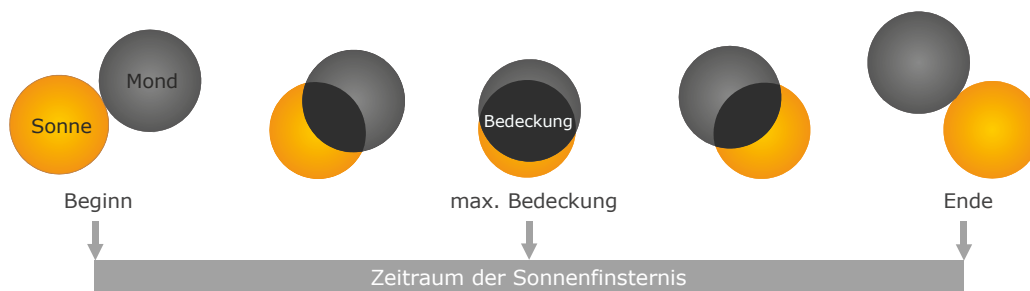 Mond
Sonne
Bedeckung
Beginn
max. Bedeckung
Ende
Zeitraum der Sonnenfinsternis